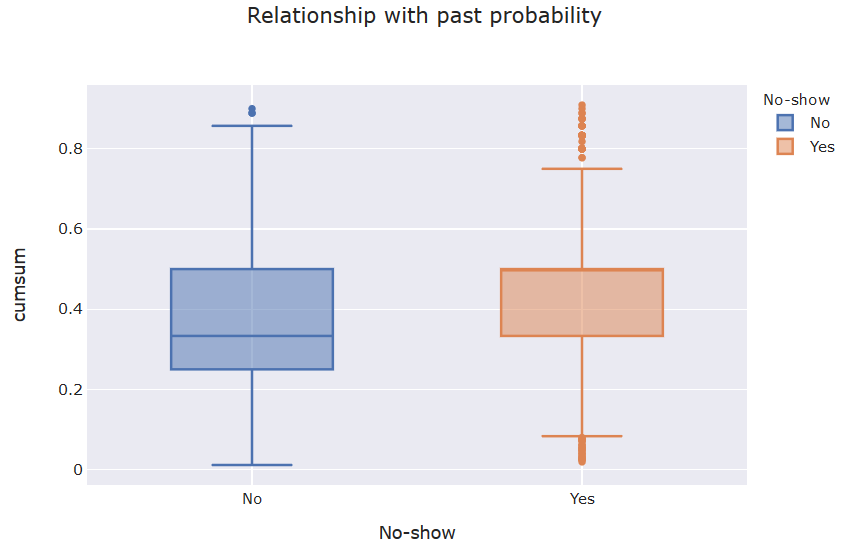 Relationship with past probability
No-show
No
Yes
cumsum
0.8
0.6
0.4
0.2
0
No
Yes
No-show